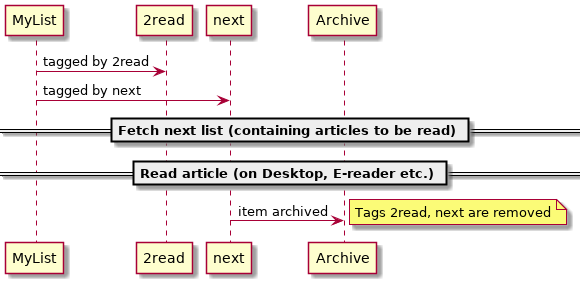 MyList 2read next Archive
tagged by 2read
tagged by next
Fetch next list (containing articles to be read)
Read article (on Desktop, E-reader etc.)
item archived Tags 2read, next are removed
MyList 2read next Archive